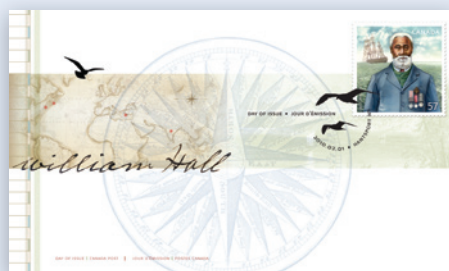 CANADA
57
DAY OF ISSUE • JOUR D'ÉMISSION
2010.02.01
William Hall
DAY OF ISSUE | CANADA POST | JOUR D'ÉMISSION | POSTES CANADA